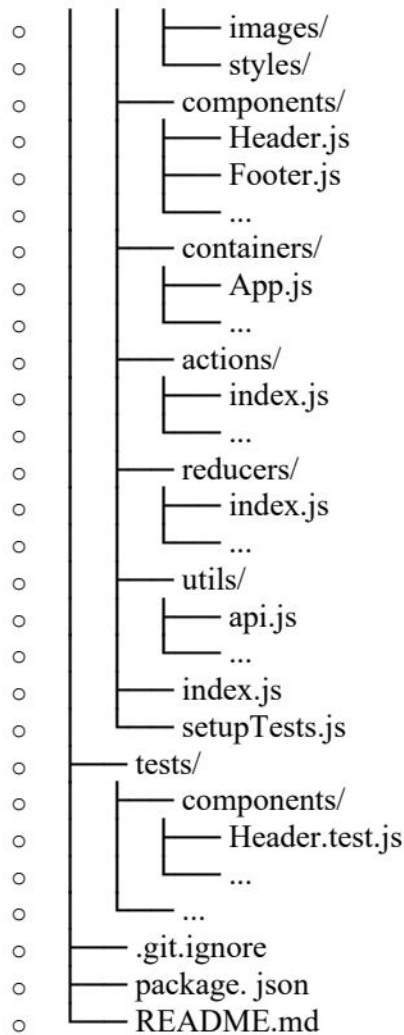 images/
styles/
components/
Header.js
Footer.js
...
containers/
App.js
...
actions/
index.js
...
reducers/
index.js
...
utils/
api.js
...
index.js
setupTests.js
tests/
components/
Header.test.js
...
...
.git.ignore
package. json
README.md